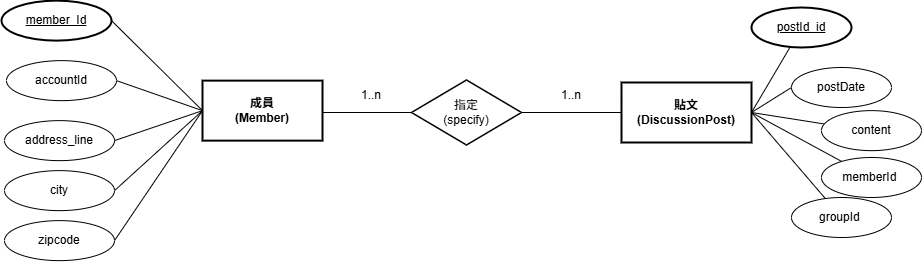 member_Id
accountId
address_line
city
zipcode
成員
(Member)
1..n
指定
(specify)
1..n
貼文
(DiscussionPost)
postId_id
postDate
content
memberId
groupId